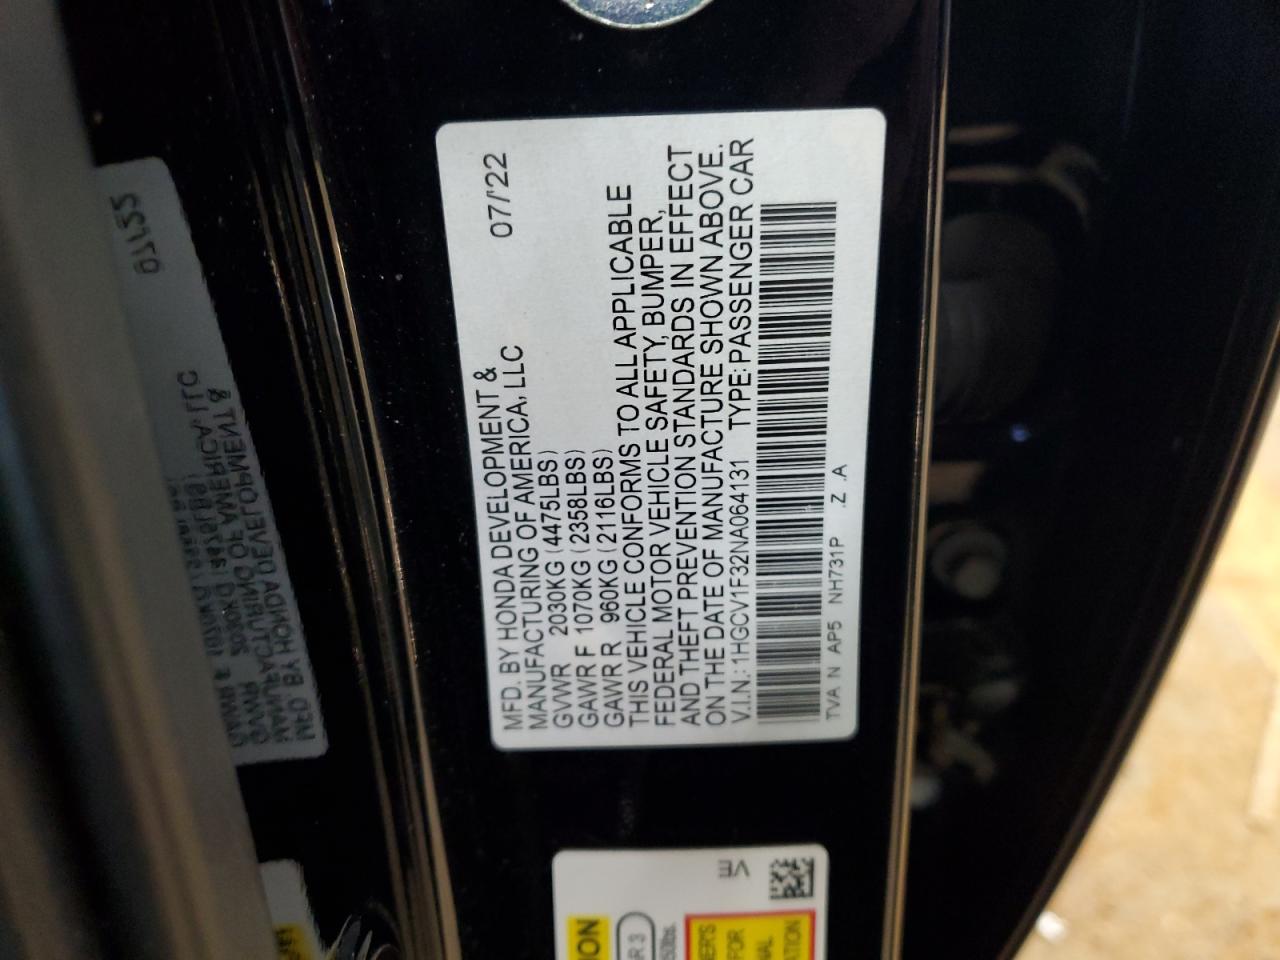 07/'22
MFD. BY HONDA DEVELOPMENT &
MANUFACTURING OF AMERICA, LLC
GVWR 2030KG (4475LBS)
GAWR F 1070KG (2358LBS)
GAWR R 960KG (2116LBS)
THIS VEHICLE CONFORMS TO ALL APPLICABLE
FEDERAL MOTOR VEHICLE SAFETY, BUMPER,
AND THEFT PREVENTION STANDARDS IN EFFECT
ON THE DATE OF MANUFACTURE SHOWN ABOVE.
V.I.N.: 1HGCV1F32NA064131 TYPE: PASSENGER CAR
TVA N AP5 NH731P .Z .A